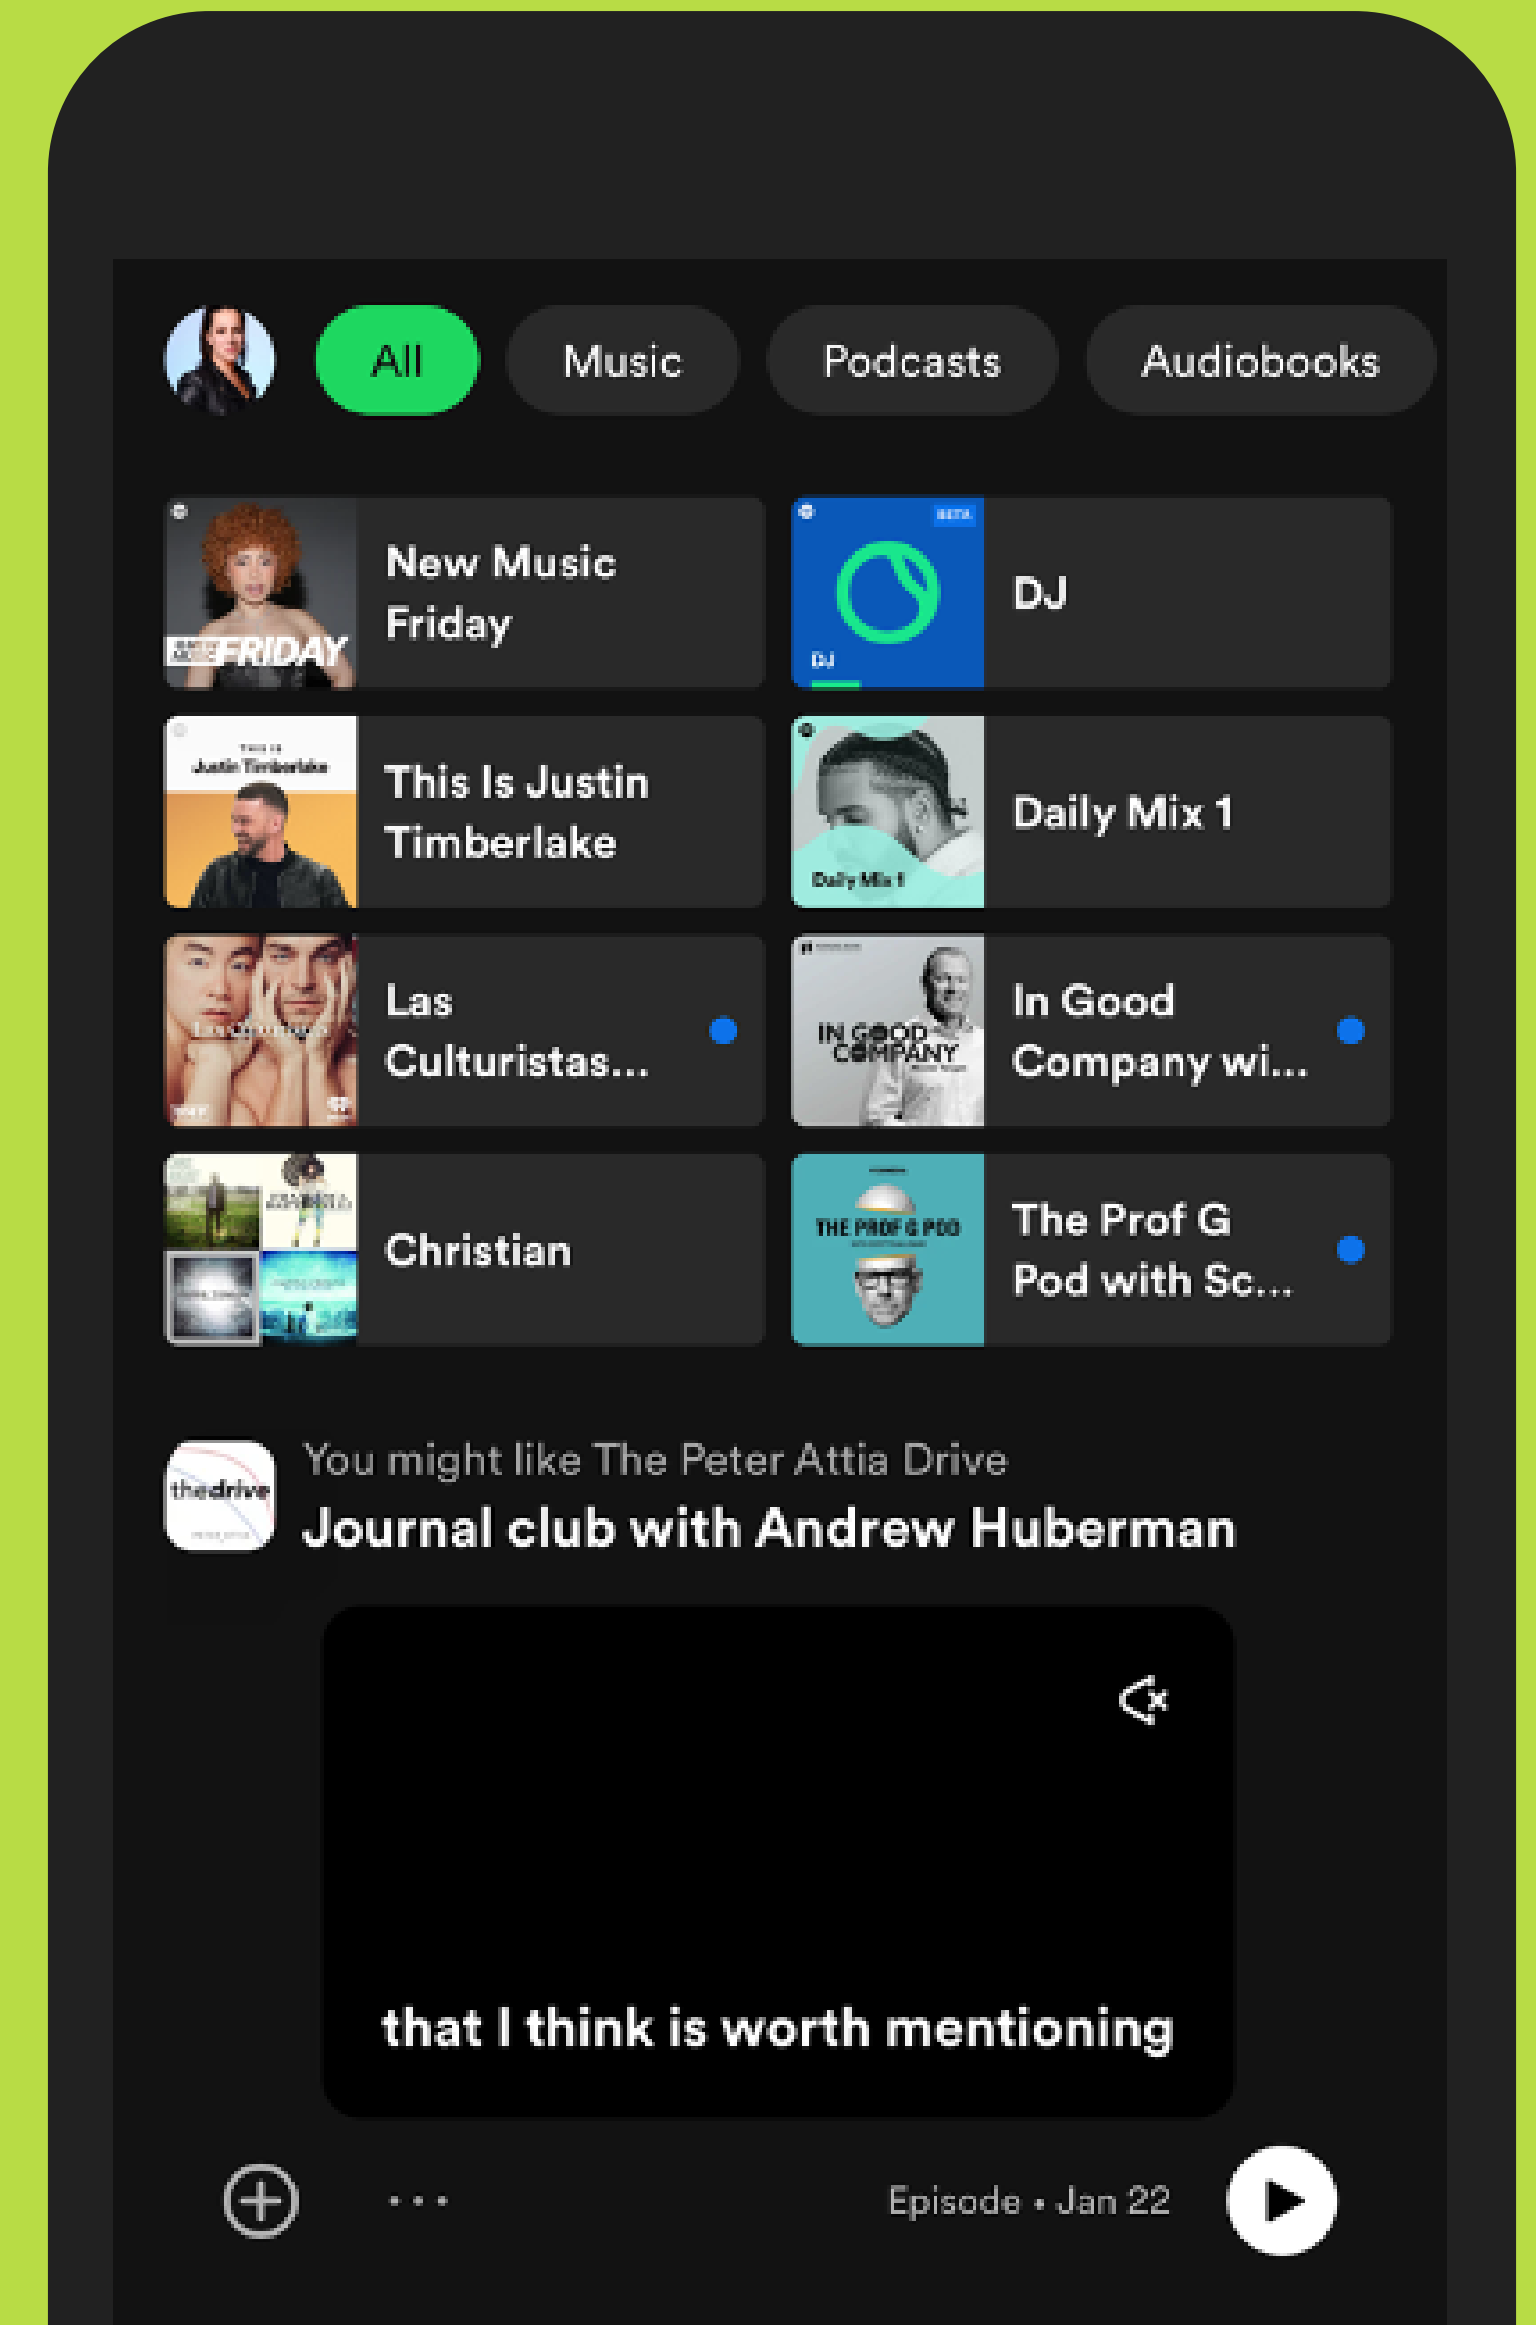 All
Music
Podcasts
Audiobooks
New Music
Friday
FRIDAY
BETA
DJ
DJ
THIS IS
Justin Timberlake
This Is Justin
Timberlake
Daily Mix 1
Daily Mix 1
Las
Culturistas...
IN GOOD
COMPANY
In Good
Company wi...
Christian
THE PROF G POD
The Prof G
Pod with Sc...
thedrive
You might like The Peter Attia Drive
Journal club with Andrew Huberman
that I think is worth mentioning
Episode • Jan 22